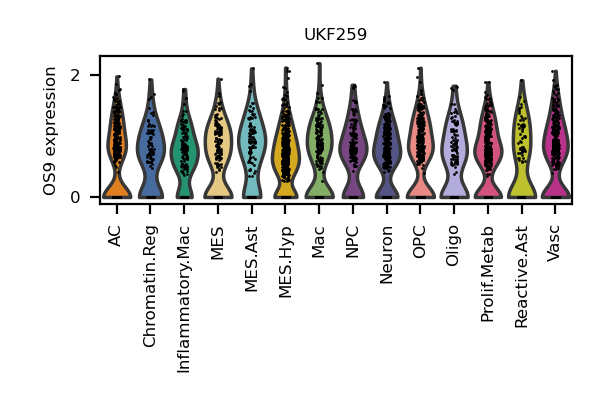 UKF259
OS9 expression
2
0
AC
Chromatin.Reg
Inflammatory.Mac
MES
MES.Ast
MES.Hyp
Mac
NPC
Neuron
OPC
Oligo
Prolif.Metab
Reactive.Ast
Vasc